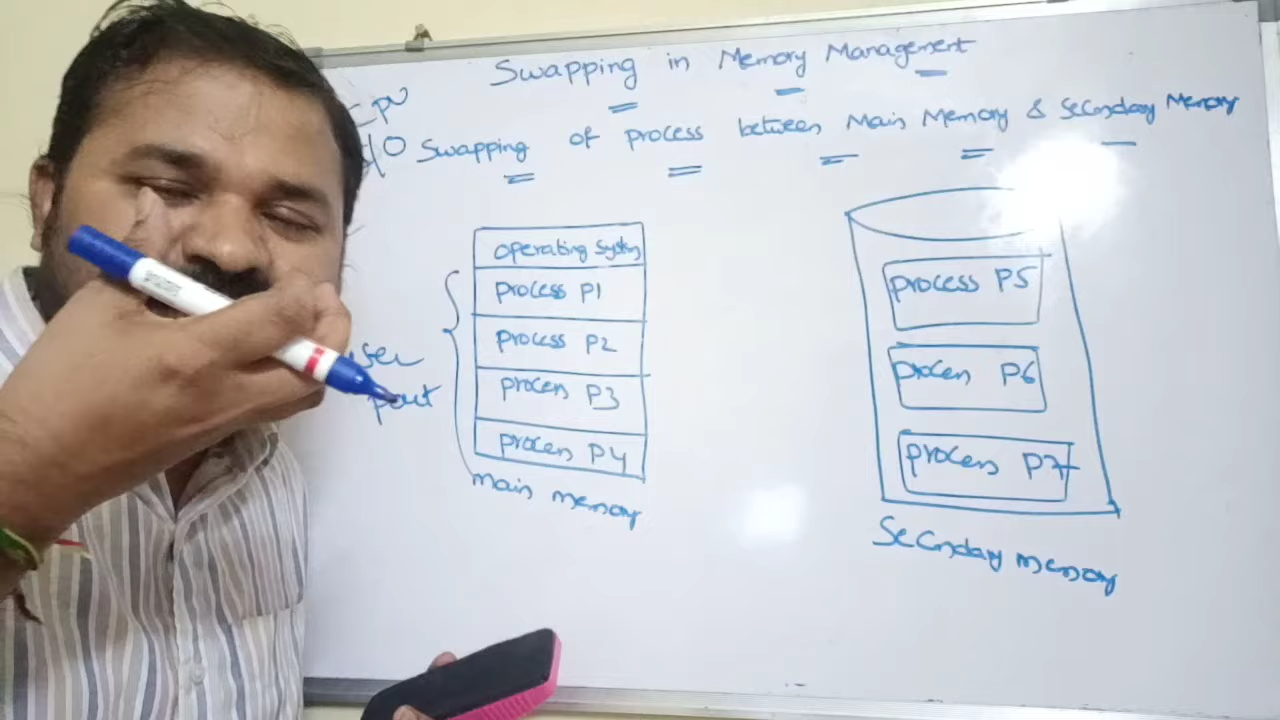 Swapping in Memory Management
CPU
I/O
Swapping of process between Main Memory & Secondary Memory
operating System
process P1
process P2
process P3
process P4
user
part
main memory
process P5
process P6
process P7
Secondary memory